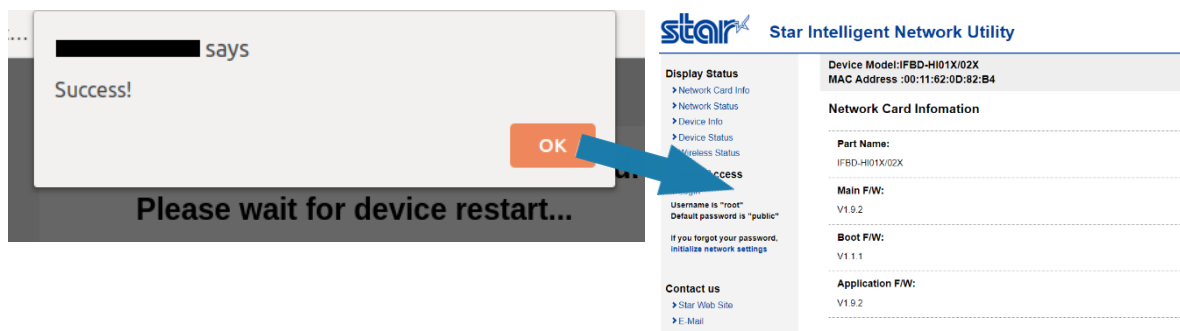 says
Success!
OK
Please wait for device restart...
star
Star Intelligent Network Utility
Display Status
Network Card Info
Network Status
Device Info
Device Status
Wireless Status
Access
Login
Username is "root"
Default password is "public"
If you forgot your password,
initialize network settings
Contact us
Star Web Site
E-Mail
Device Model:IFBD-HI01X/02X
MAC Address :00:11:62:0D:82:B4
Network Card Infomation
Part Name:
IFBD-HI01X/02X
Main F/W:
V1.9.2
Boot F/W:
V1.1.1
Application F/W:
V1.9.2